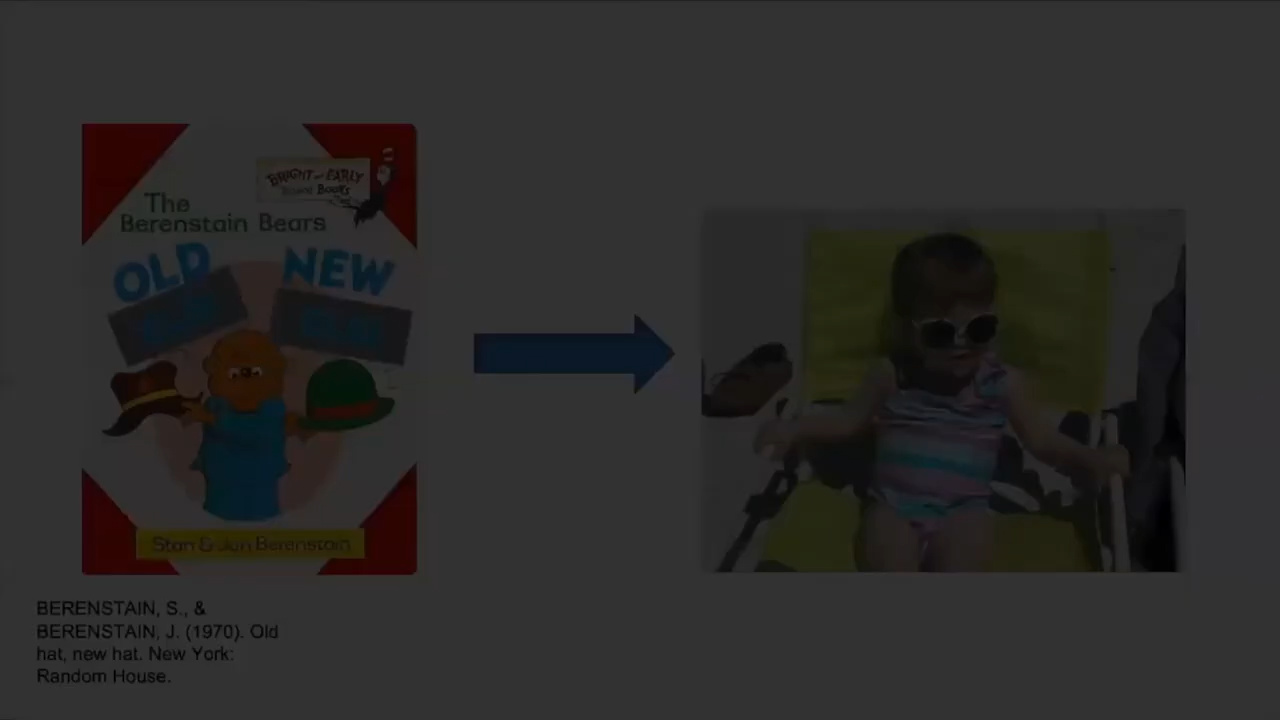 BRIGHT and EARLY
Board Books
The
Berenstain Bears
OLD NEW
Stan & Jan Berenstain
BERENSTAIN, S., &
BERENSTAIN, J. (1970). Old
hat, new hat. New York:
Random House.